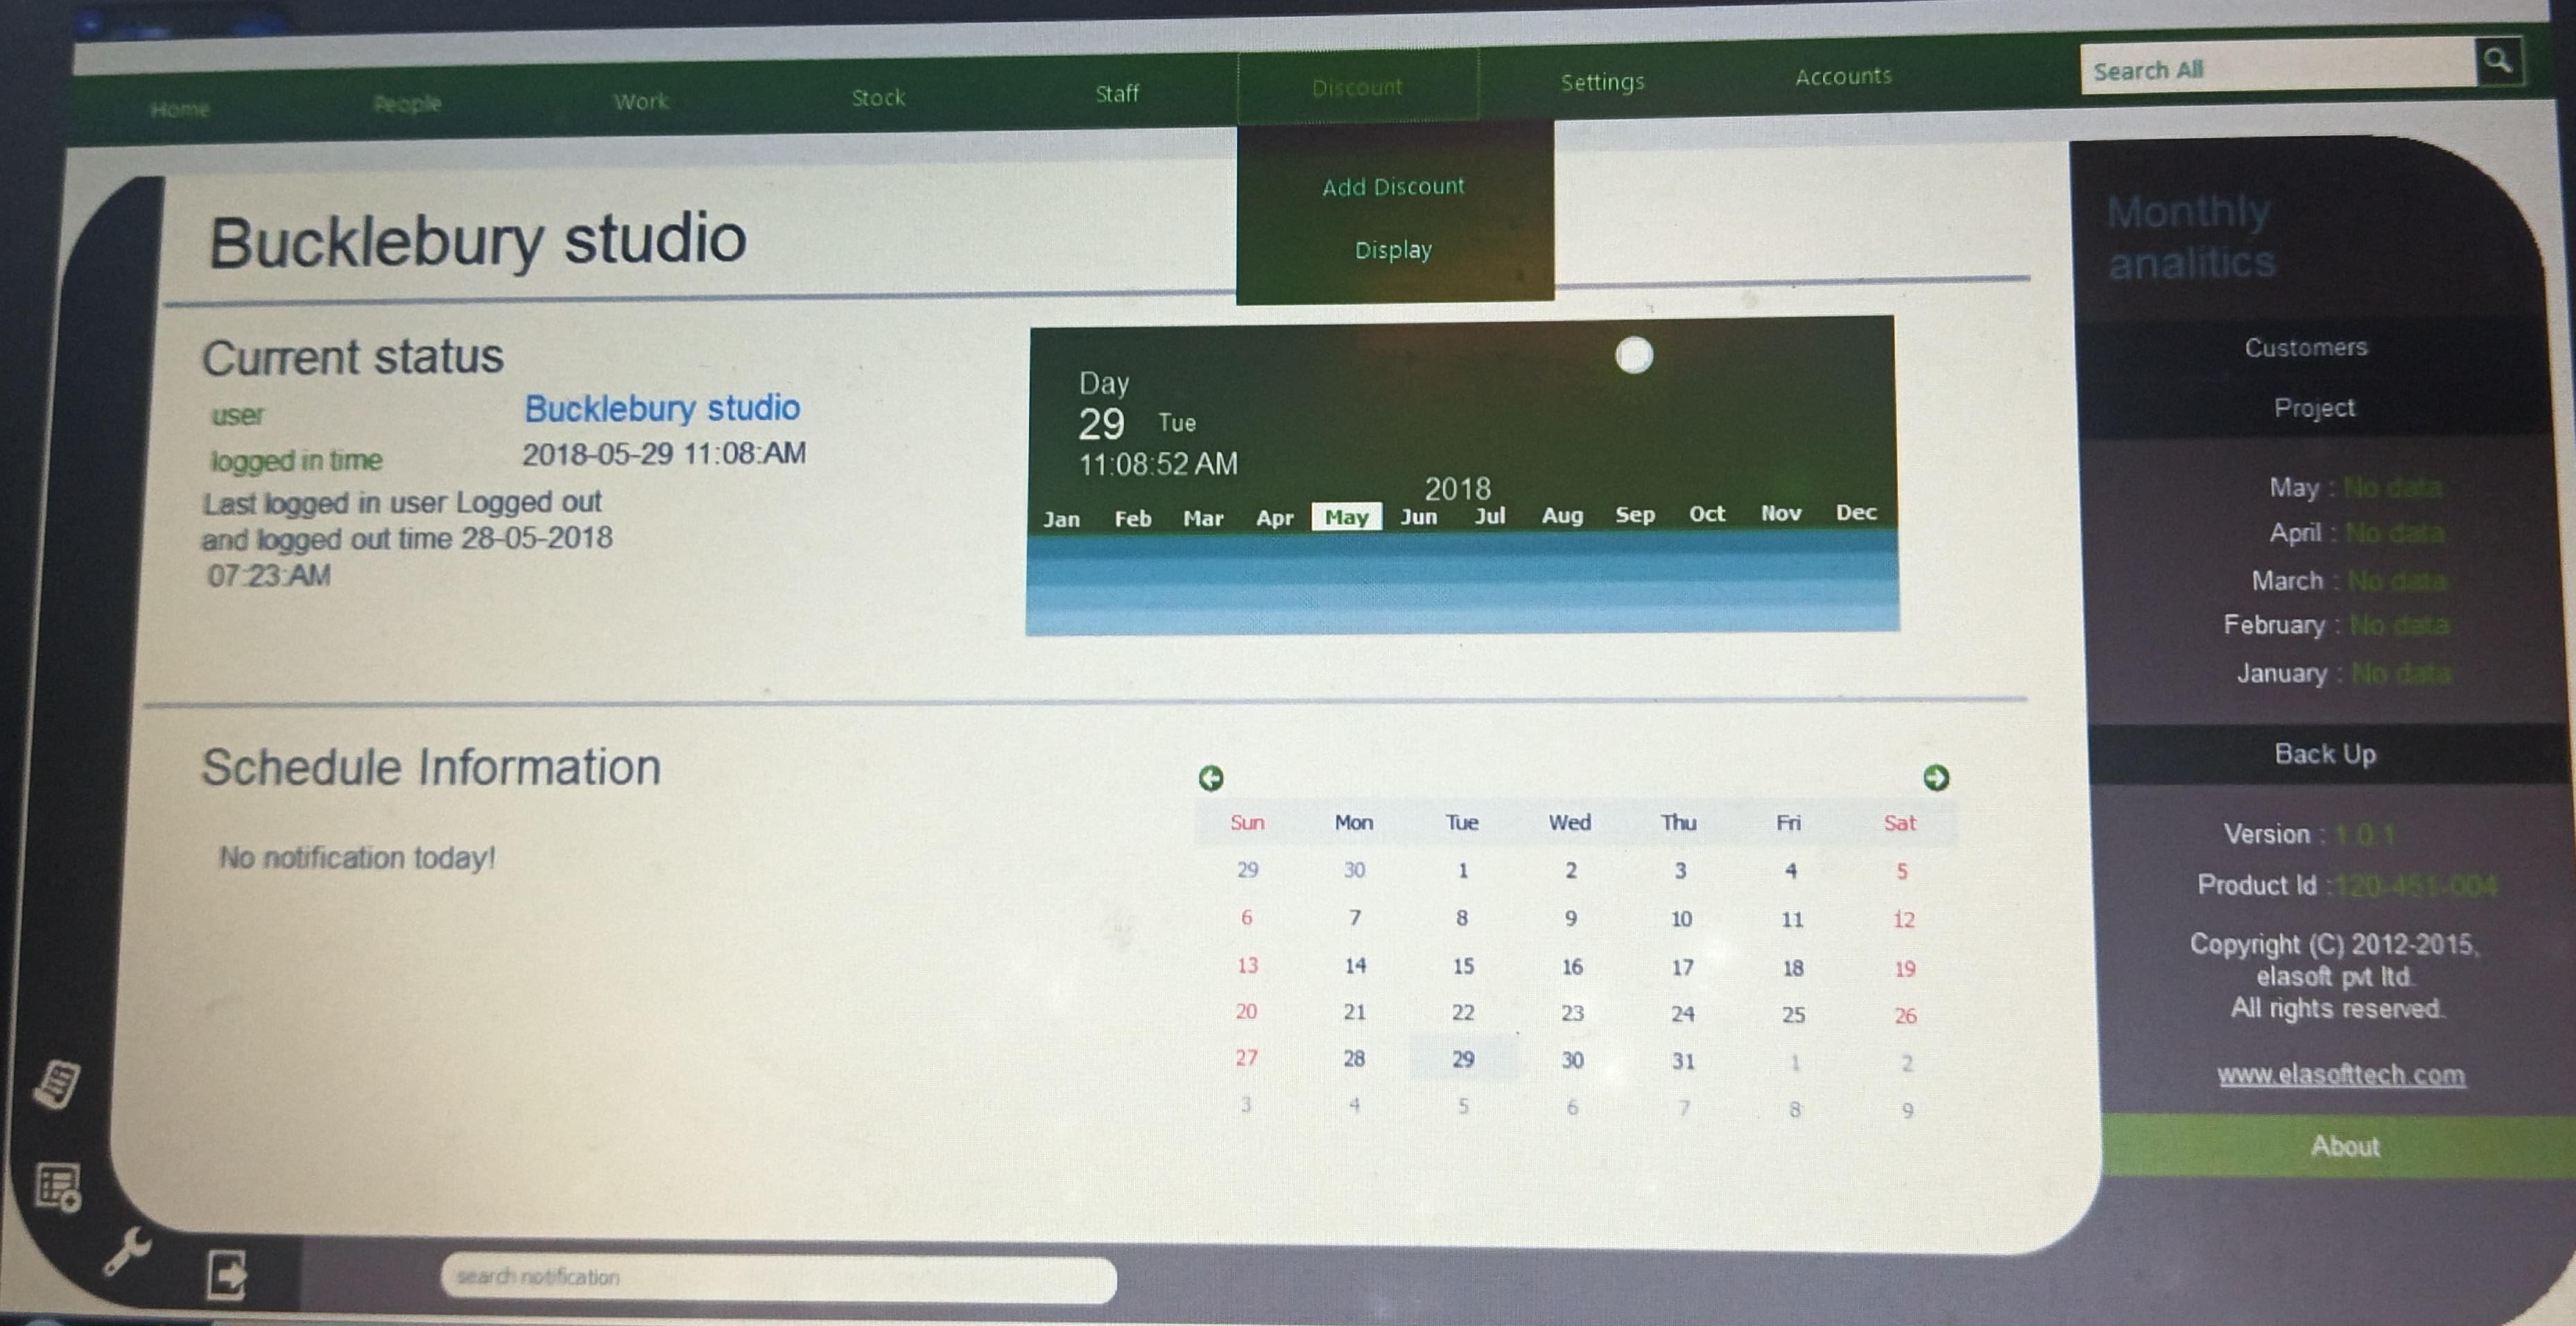 Home People Work Stock Staff Discount Settings Accounts Search All
Add Discount
Display
Bucklebury studio
Current status
user Bucklebury studio
logged in time 2018-05-29 11:08:AM
Last logged in user Logged out
and logged out time 28-05-2018
07:23:AM
Day
29 Tue
11:08:52 AM
2018
Jan Feb Mar Apr May Jun Jul Aug Sep Oct Nov Dec
Schedule Information
No notification today!
Sun Mon Tue Wed Thu Fri Sat
29 30 1 2 3 4 5
6 7 8 9 10 11 12
13 14 15 16 17 18 19
20 21 22 23 24 25 26
27 28 29 30 31 1 2
3 4 5 6 7 8 9
search notification
Monthly
analitics
Customers
Project
May : No data
April : No data
March : No data
February : No data
January : No data
Back Up
Version : 1.0.1
Product Id :120-451-004
Copyright (C) 2012-2015,
elasoft pvt ltd.
All rights reserved.
www.elasofttech.com
About